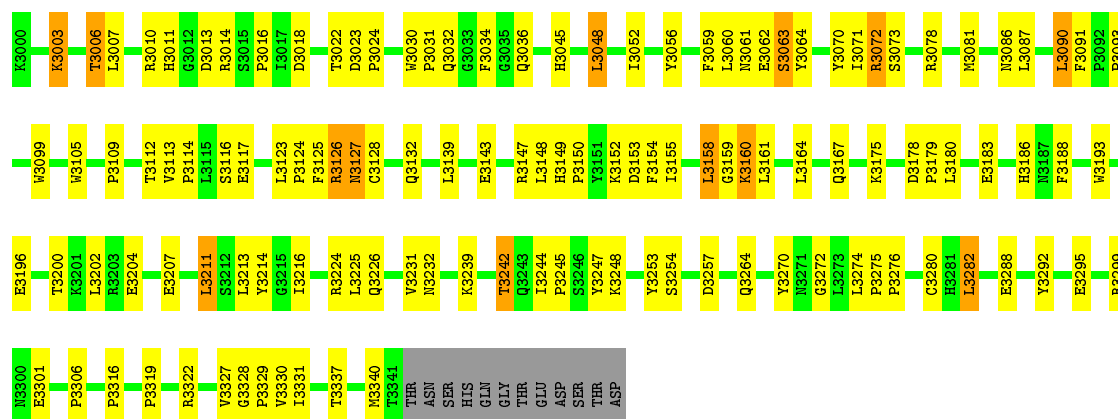 K3000 K3003 T3006 L3007 R3010 H3011 G3012 D3013 R3014 S3015 P3016 I3017 D3018 T3022 D3023 P3024 W3030 P3031 Q3032 G3033 F3034 G3035 Q3036 H3045 L3048 I3052 Y3056 F3059 L3060 N3061 E3062 S3063 Y3064 Y3070 I3071 R3072 S3073 R3078 M3081 N3086 L3087 L3090 F3091 P3092
W3099 W3105 P3109 T3112 V3113 P3114 L3115 S3116 E3117 L3123 P3124 F3125 R3126 N3127 C3128 Q3132 L3139 E3143 R3147 L3148 H3149 P3150 Y3151 K3152 D3153 F3154 I3155 L3158 G3159 K3160 L3161 L3164 Q3167 K3175 D3178 P3179 L3180 E3183 H3186 N3187 F3188 W3193
E3196 T3200 K3201 L3202 R3203 E3204 E3207 L3211 S3212 L3213 Y3214 G3215 I3216 R3224 L3225 Q3226 V3231 N3232 K3239 T3242 Q3243 I3244 P3245 S3246 Y3247 K3248 Y3253 S3254 D3257 Q3264 Y3270 N3271 G3272 L3273 L3274 P3275 P3276 C3280 H3281 L3282 E3288 Y3292 E3295
N3300 E3301 P3306 P3316 P3319 R3322 V3327 G3328 P3329 V3330 I3331 T3337 M3340 T3341 THR ASN SER HIS GLN GLY THR GLU ASP SER THR ASP